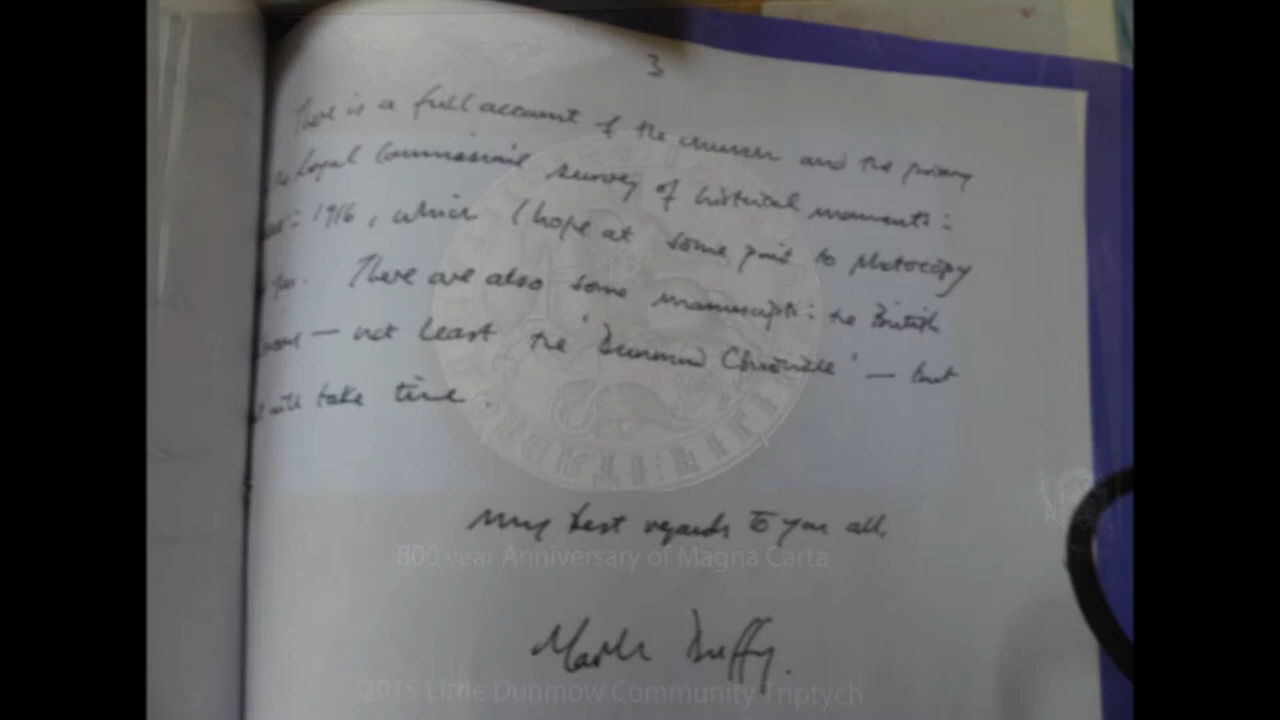 3
There is a full account of the church and the priory
Royal Commission's survey of historical monuments:
1916, which I hope at some point to photocopy
There are also some manuscripts: the British
– not least the 'Dunmow Chronicle' – but
will take time.
My best regards to you all,
800 year Anniversary of Magna Carta
Mark Duffy.
2015 Little Dunmow Community Triptych